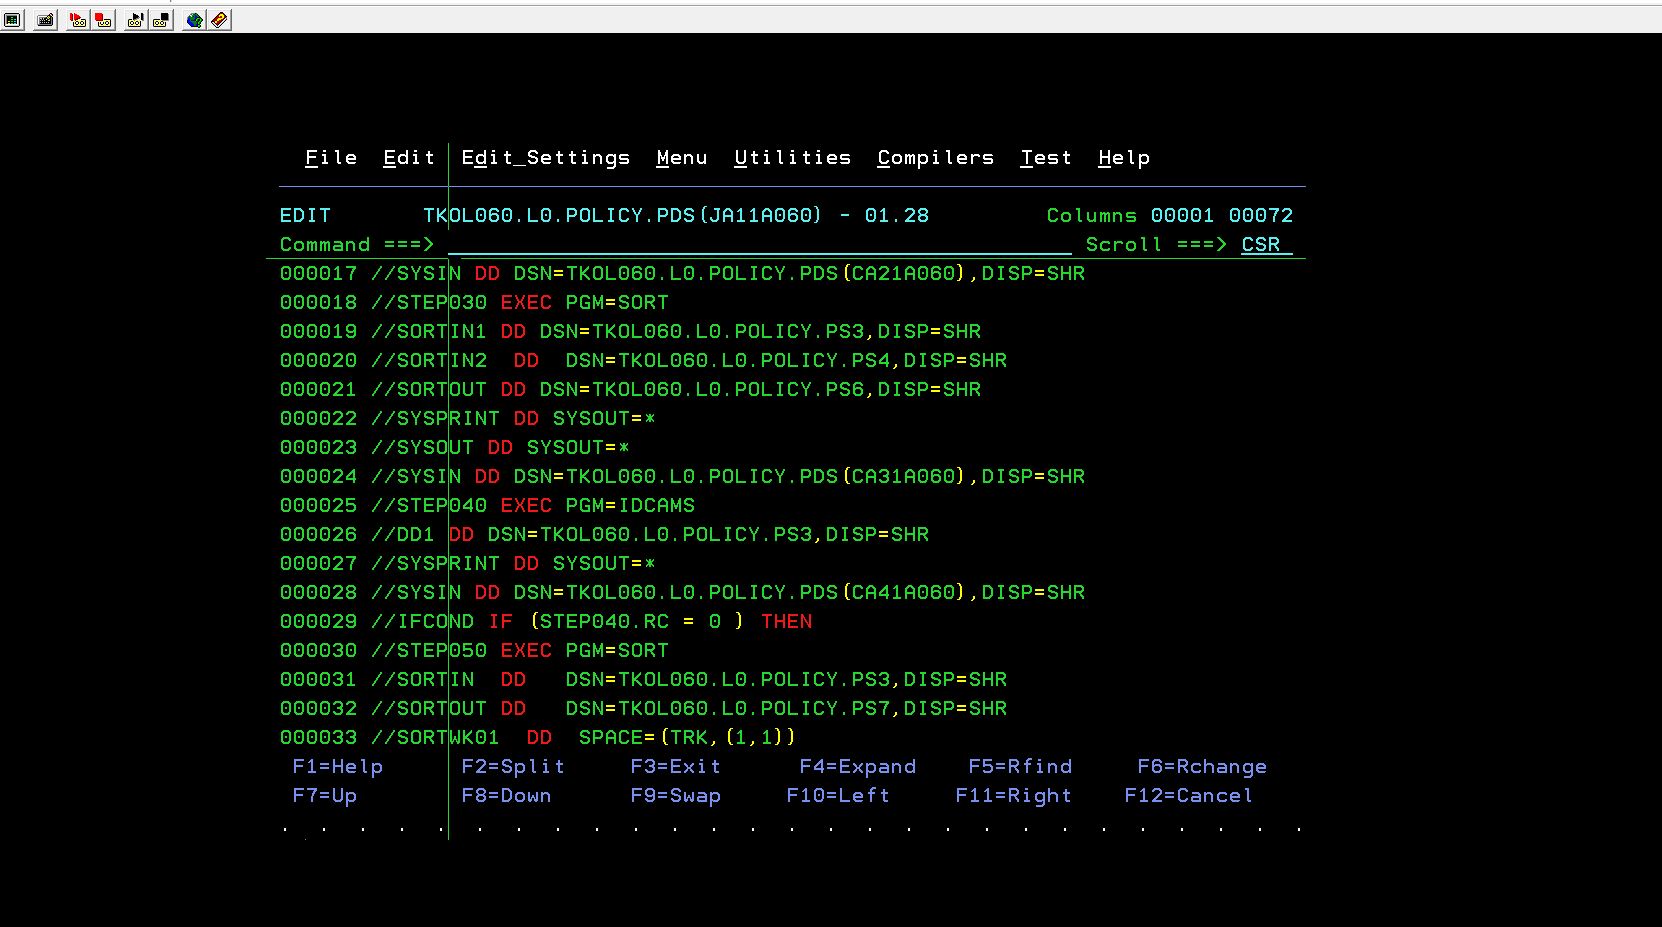 File  Edit  Edit_Settings  Menu  Utilities  Compilers  Test  Help
EDIT       TKOL060.L0.POLICY.PDS(JA11A060) - 01.28         Columns 00001 00072
Command ===>                                                  Scroll ===> CSR
000017 //SYSIN DD DSN=TKOL060.L0.POLICY.PDS(CA21A060),DISP=SHR
000018 //STEP030 EXEC PGM=SORT
000019 //SORTIN1 DD DSN=TKOL060.L0.POLICY.PS3,DISP=SHR
000020 //SORTIN2  DD  DSN=TKOL060.L0.POLICY.PS4,DISP=SHR
000021 //SORTOUT DD DSN=TKOL060.L0.POLICY.PS6,DISP=SHR
000022 //SYSPRINT DD SYSOUT=*
000023 //SYSOUT DD SYSOUT=*
000024 //SYSIN DD DSN=TKOL060.L0.POLICY.PDS(CA31A060),DISP=SHR
000025 //STEP040 EXEC PGM=IDCAMS
000026 //DD1 DD DSN=TKOL060.L0.POLICY.PS3,DISP=SHR
000027 //SYSPRINT DD SYSOUT=*
000028 //SYSIN DD DSN=TKOL060.L0.POLICY.PDS(CA41A060),DISP=SHR
000029 //IFCOND IF (STEP040.RC = 0 ) THEN
000030 //STEP050 EXEC PGM=SORT
000031 //SORTIN  DD   DSN=TKOL060.L0.POLICY.PS3,DISP=SHR
000032 //SORTOUT DD   DSN=TKOL060.L0.POLICY.PS7,DISP=SHR
000033 //SORTWK01  DD  SPACE=(TRK,(1,1))
F1=Help      F2=Split     F3=Exit      F4=Expand    F5=Rfind     F6=Rchange
F7=Up        F8=Down      F9=Swap     F10=Left     F11=Right    F12=Cancel